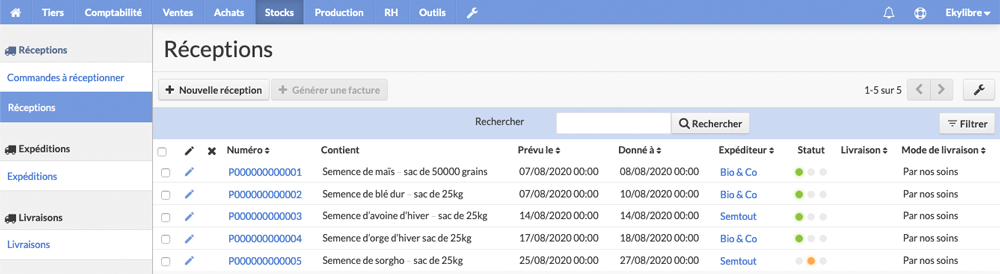 Tiers Comptabilité Ventes Achats Stocks Production RH Outils Ekylibre
Réceptions
Commandes à réceptionner
Réceptions
Expéditions
Expéditions
Livraisons
Livraisons
Réceptions
+ Nouvelle réception + Générer une facture 1-5 sur 5
Rechercher Rechercher Filtrer
Numéro Contient Prévu le Donné à Expéditeur Statut Livraison Mode de livraison
P000000000001 Semence de maïs – sac de 50000 grains 07/08/2020 00:00 08/08/2020 00:00 Bio & Co Par nos soins
P000000000002 Semence de blé dur – sac de 25kg 07/08/2020 00:00 10/08/2020 00:00 Bio & Co Par nos soins
P000000000003 Semence d'avoine d'hiver – sac de 25kg 14/08/2020 00:00 14/08/2020 00:00 Semtout Par nos soins
P000000000004 Semence d'orge d'hiver sac de 25kg 17/08/2020 00:00 18/08/2020 00:00 Bio & Co Par nos soins
P000000000005 Semence de sorgho – sac de 25kg 25/08/2020 00:00 27/08/2020 00:00 Semtout Par nos soins